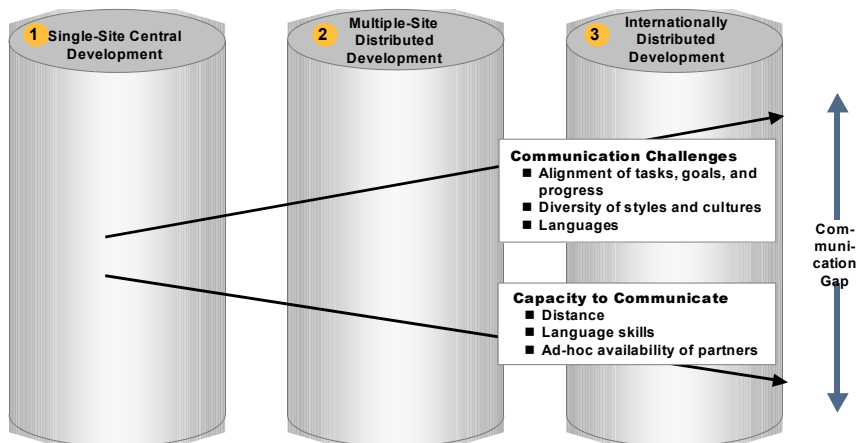 1 Single-Site Central
Development
2 Multiple-Site
Distributed
Development
3 Internationally
Distributed
Development
Communication Challenges
■ Alignment of tasks, goals, and
progress
■ Diversity of styles and cultures
■ Languages
Capacity to Communicate
■ Distance
■ Language skills
■ Ad-hoc availability of partners
Com-
muni-
cation
Gap